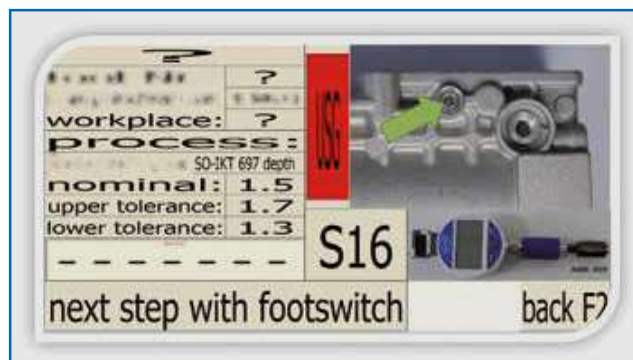 ?
?
workplace: ?
process:
SO-IKT 697 depth
nominal: 1.5
upper tolerance: 1.7
lower tolerance: 1.3
- - - - - - -
USG
S16
next step with footswitch
back F2